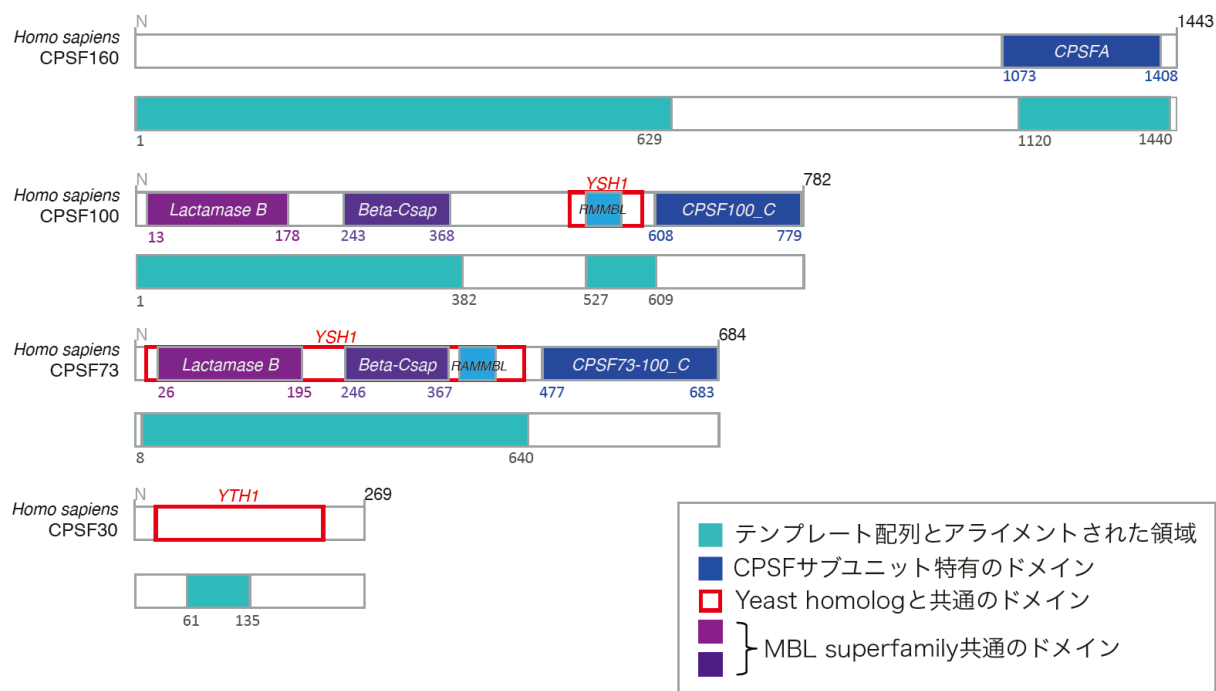 N
1443
Homo sapiens
CPSF160
CPSFA
1073 1408
1 629 1120 1440
N
782
Homo sapiens
CPSF100
YSH1
Lactamase B Beta-Csap RMMBL CPSF100_C
13 178 243 368 608 779
1 382 527 609
N
684
Homo sapiens
CPSF73
YSH1
Lactamase B Beta-Csap RAMMBL CPSF73-100_C
26 195 246 367 477 683
8 640
N
269
Homo sapiens
CPSF30
YTH1
61 135
テンプレート配列とアライメントされた領域
CPSFサブユニット特有のドメイン
Yeast homologと共通のドメイン
MBL superfamily共通のドメイン